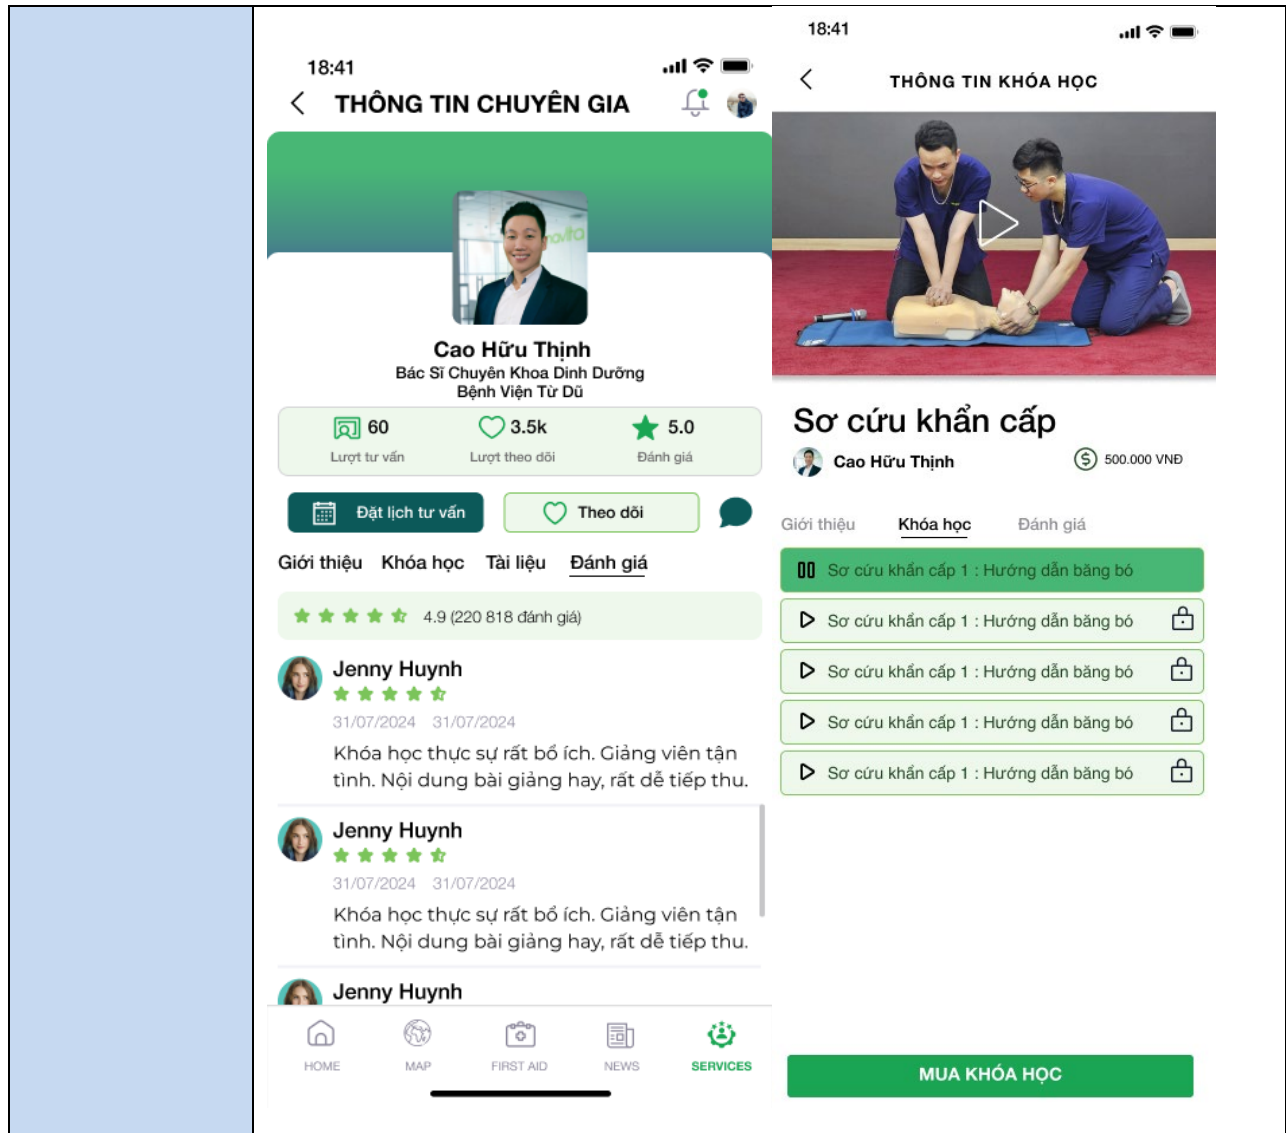 18:41
THÔNG TIN CHUYÊN GIA
novita
Cao Hữu Thịnh
Bác Sĩ Chuyên Khoa Dinh Dưỡng
Bệnh Viện Từ Dũ
60 3.5k 5.0
Lượt tư vấn Lượt theo dõi Đánh giá
Đặt lịch tư vấn Theo dõi
Giới thiệu Khóa học Tài liệu Đánh giá
4.9 (220 818 đánh giá)
Jenny Huynh
31/07/2024 31/07/2024
Khóa học thực sự rất bổ ích. Giảng viên tận
tình. Nội dung bài giảng hay, rất dễ tiếp thu.
Jenny Huynh
31/07/2024 31/07/2024
Khóa học thực sự rất bổ ích. Giảng viên tận
tình. Nội dung bài giảng hay, rất dễ tiếp thu.
Jenny Huynh
HOME MAP FIRST AID NEWS SERVICES
18:41
THÔNG TIN KHÓA HỌC
Sơ cứu khẩn cấp
Cao Hữu Thịnh 500.000 VNĐ
Giới thiệu Khóa học Đánh giá
Sơ cứu khẩn cấp 1 : Hướng dẫn băng bó
Sơ cứu khẩn cấp 1 : Hướng dẫn băng bó
Sơ cứu khẩn cấp 1 : Hướng dẫn băng bó
Sơ cứu khẩn cấp 1 : Hướng dẫn băng bó
Sơ cứu khẩn cấp 1 : Hướng dẫn băng bó
MUA KHÓA HỌC